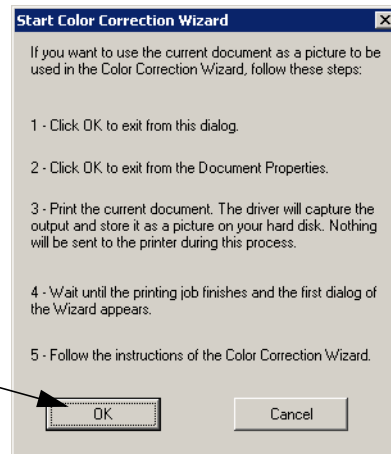 Start Color Correction Wizard
If you want to use the current document as a picture to be
used in the Color Correction Wizard, follow these steps:
1 - Click OK to exit from this dialog.
2 - Click OK to exit from the Document Properties.
3 - Print the current document. The driver will capture the
output and store it as a picture on your hard disk. Nothing
will be sent to the printer during this process.
4 - Wait until the printing job finishes and the first dialog of
the Wizard appears.
5 - Follow the instructions of the Color Correction Wizard.
OK Cancel